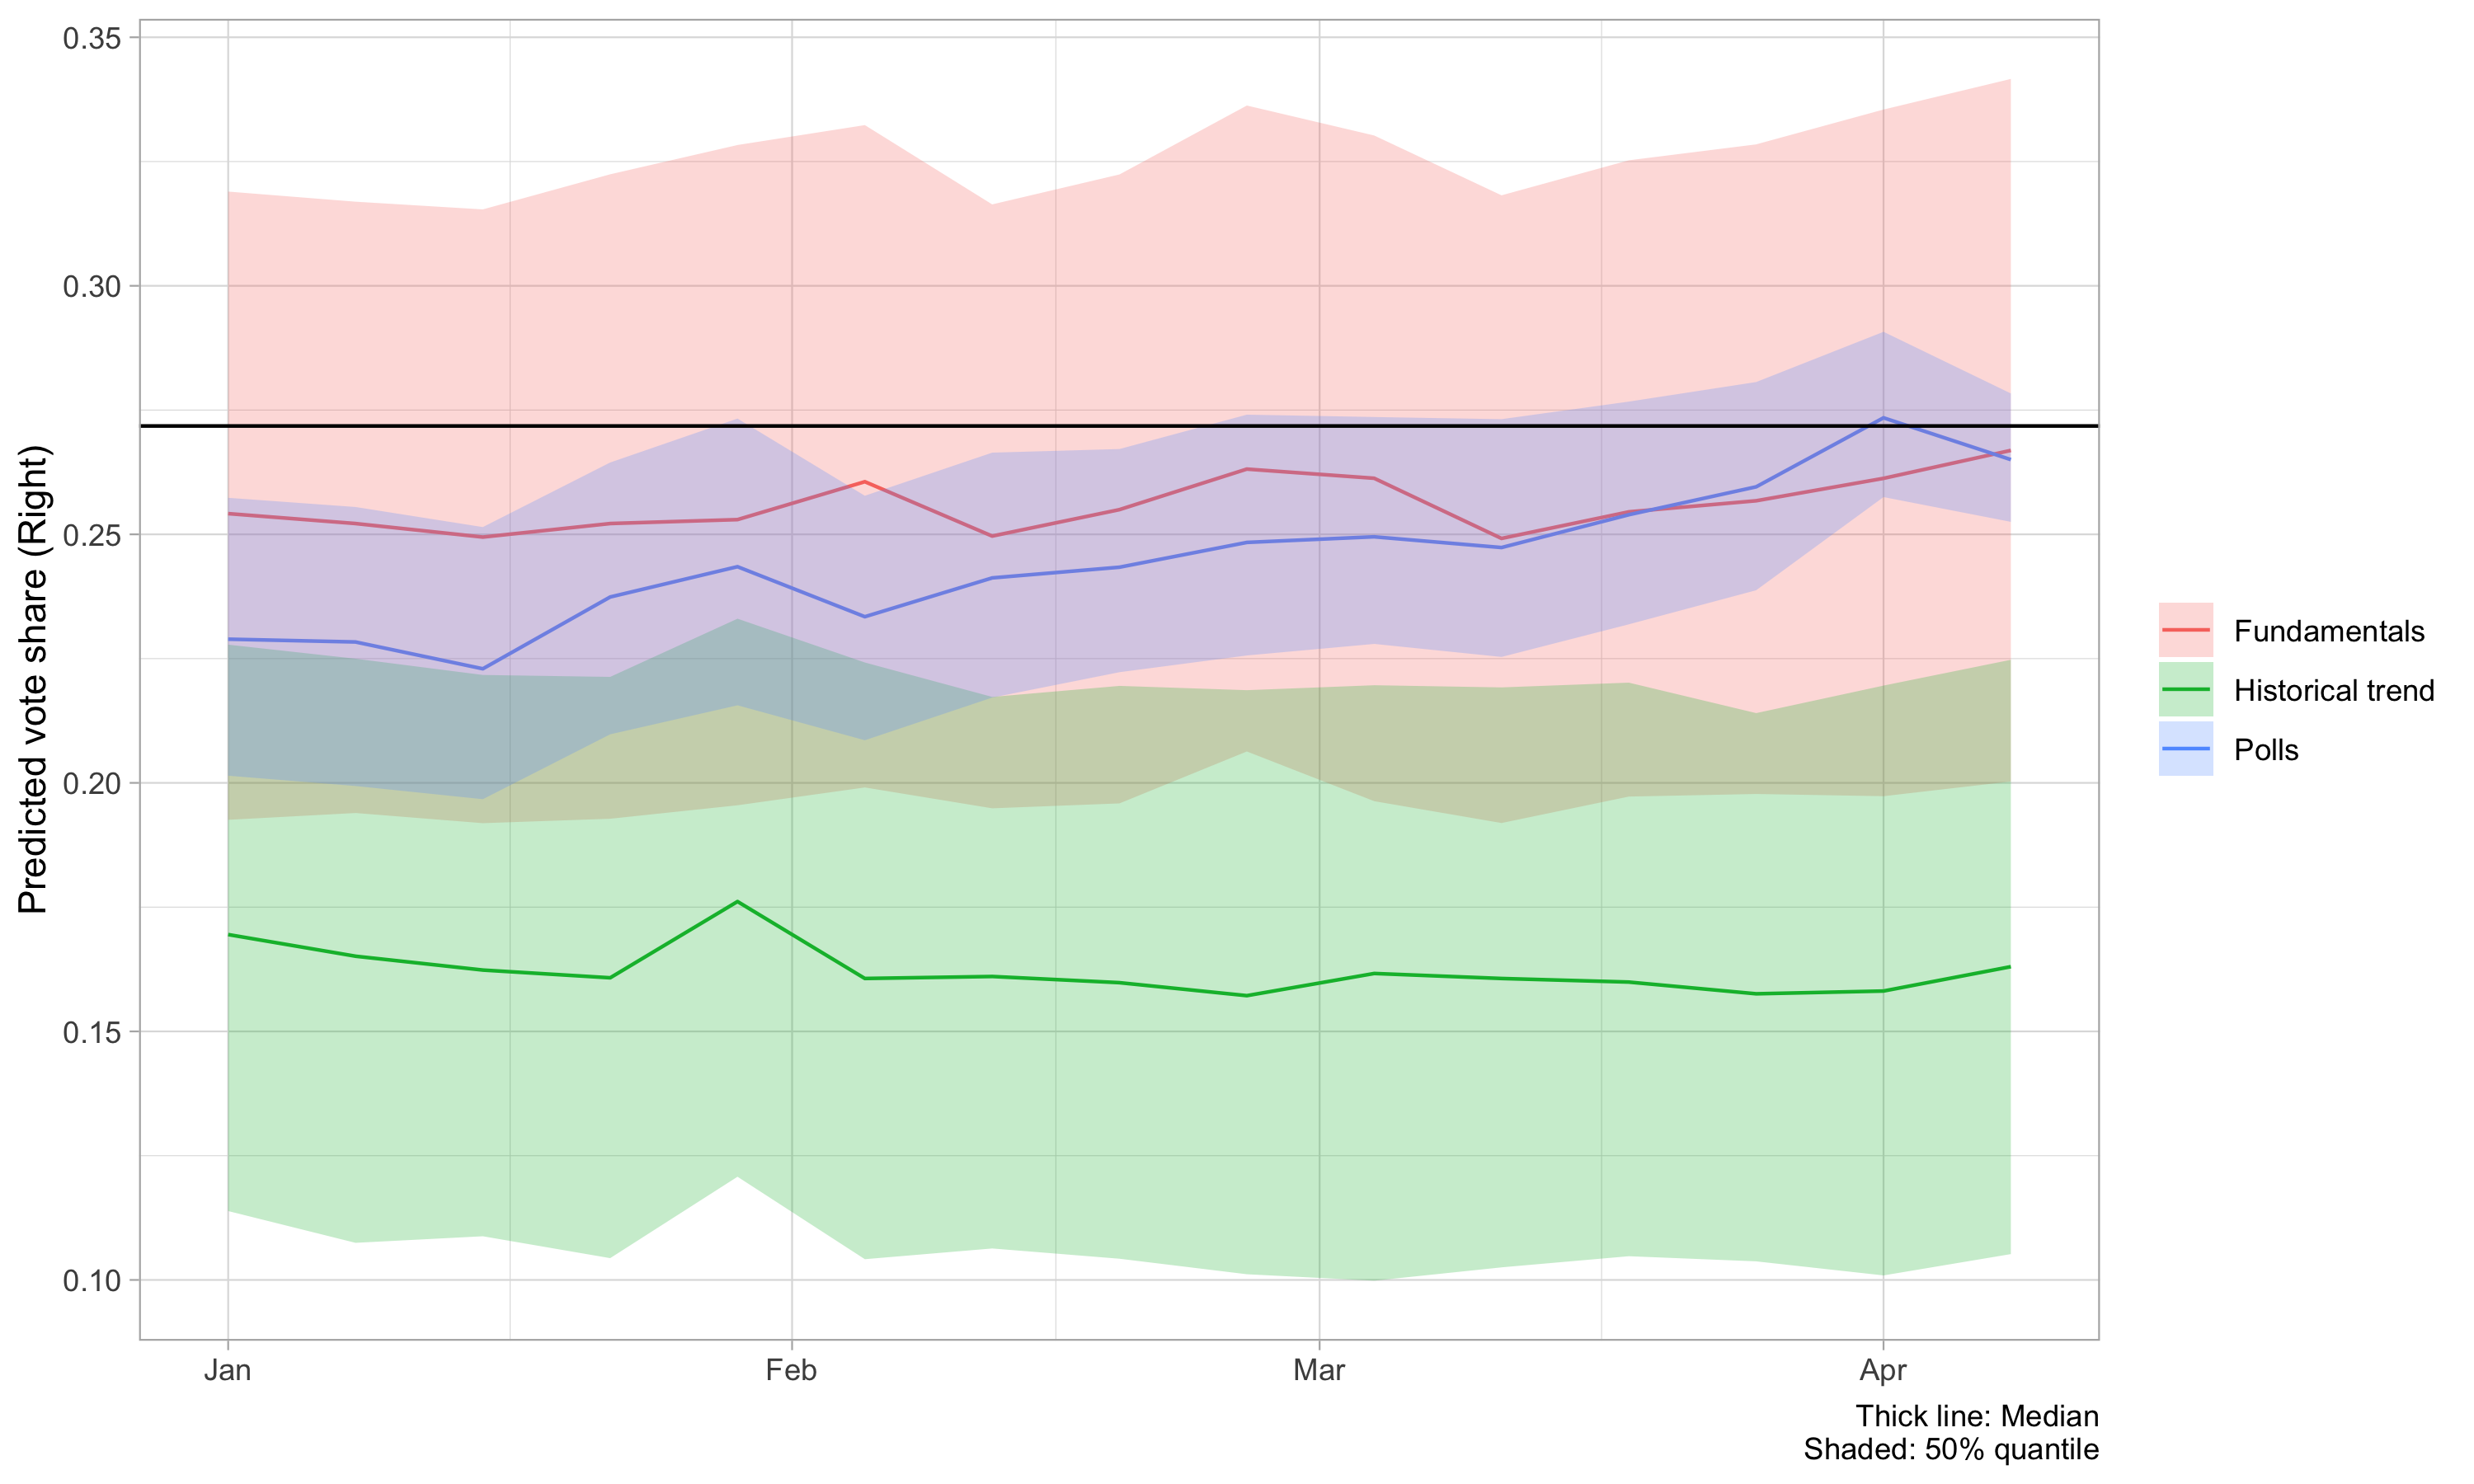 Predicted vote share (Right)
0.35
0.30
0.25
0.20
0.15
0.10
Jan Feb Mar Apr
Fundamentals
Historical trend
Polls
Thick line: Median
Shaded: 50% quantile